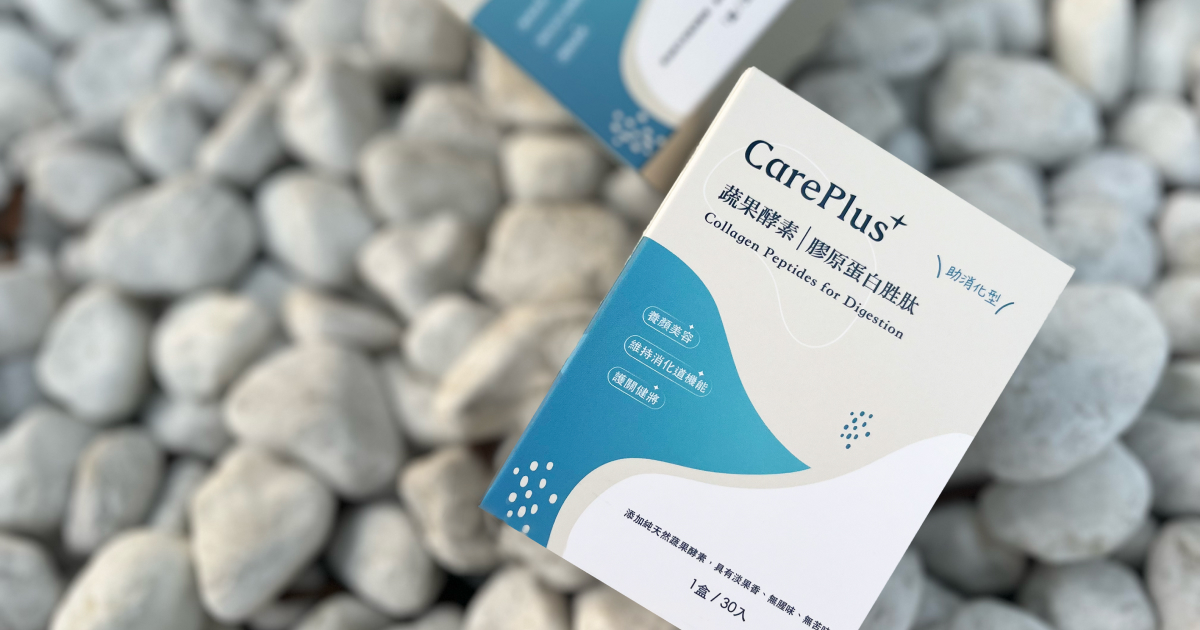 CarePlus
蔬果酵素|膠原蛋白胜肽
Collagen Peptides for Digestion
助消化型
養顏美容
維持消化道機能
護關健將
添加純天然蔬果酵素,具有淡果香、無腥味、無苦味
1盒 / 30入